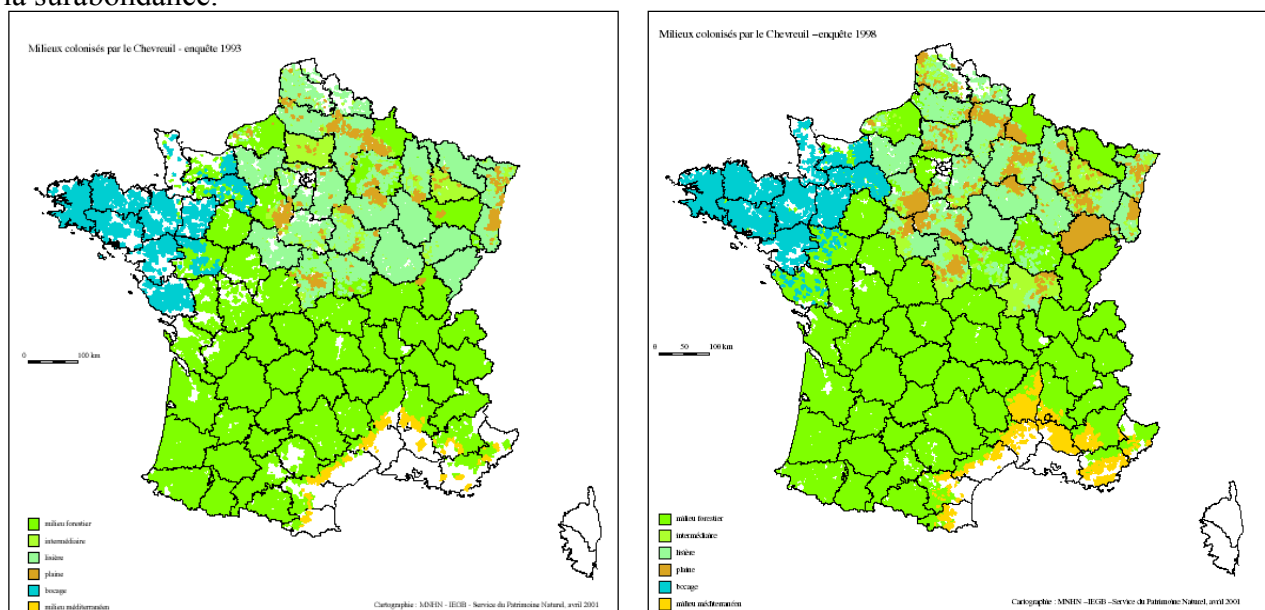 la surabondance.
Milieux colonisés par le Chevreuil - enquête 1993
0 100 km
milieu forestier
intermédiaire
lisière
plaine
bocage
milieu méditerranéen
Cartographie : MNHN - IEGB - Service du Patrimoine Naturel, avril 2001
Milieux colonisés par le Chevreuil –enquête 1998
0 50 100 km
milieu forestier
intermédiaire
lisière
plaine
bocage
milieu méditerranéen
Cartographie : MNHN –IEGB –Service du Patrimoine Naturel, avril 2001